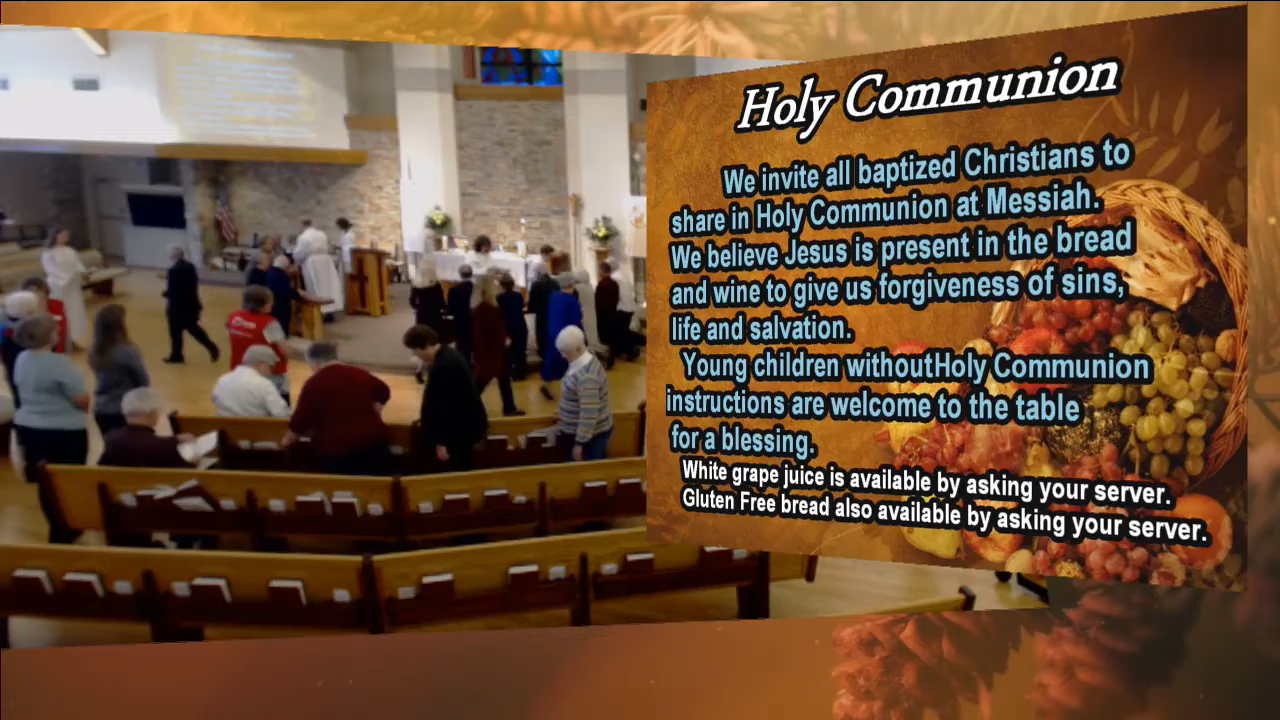 Holy Communion
We invite all baptized Christians to
share in Holy Communion at Messiah.
We believe Jesus is present in the bread
and wine to give us forgiveness of sins,
life and salvation.
Young children withoutHoly Communion
instructions are welcome to the table
for a blessing.
White grape juice is available by asking your server.
Gluten Free bread also available by asking your server.